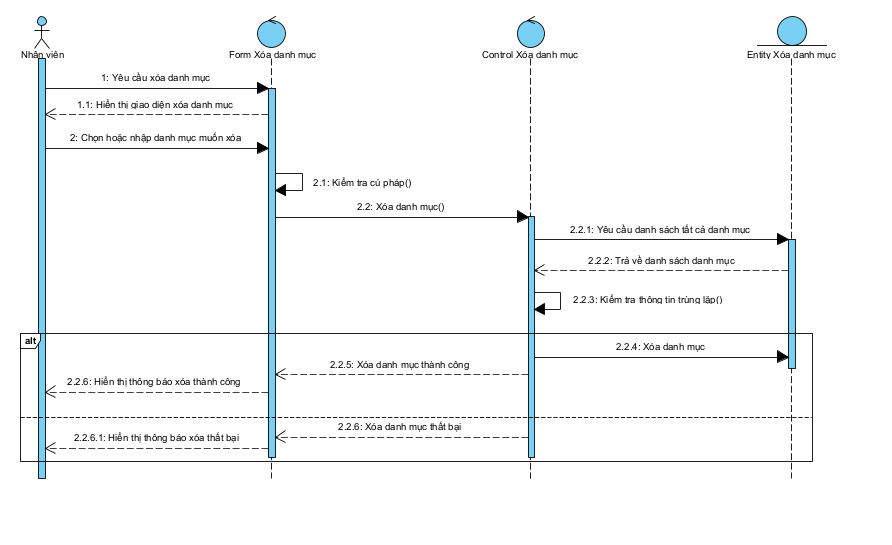 Nhân viên
Form Xóa danh mục
Control Xóa danh mục
Entity Xóa danh mục
1: Yêu cầu xóa danh mục
1.1: Hiển thị giao diện xóa danh mục
2: Chọn hoặc nhập danh mục muốn xóa
2.1: Kiểm tra cú pháp()
2.2: Xóa danh mục()
2.2.1: Yêu cầu danh sách tất cả danh mục
2.2.2: Trả về danh sách danh mục
2.2.3: Kiểm tra thông tin trùng lặp()
alt
2.2.4: Xóa danh mục
2.2.5: Xóa danh mục thành công
2.2.6: Hiển thị thông báo xóa thành công
2.2.6: Xóa danh mục thất bại
2.2.6.1: Hiển thị thông báo xóa thất bại